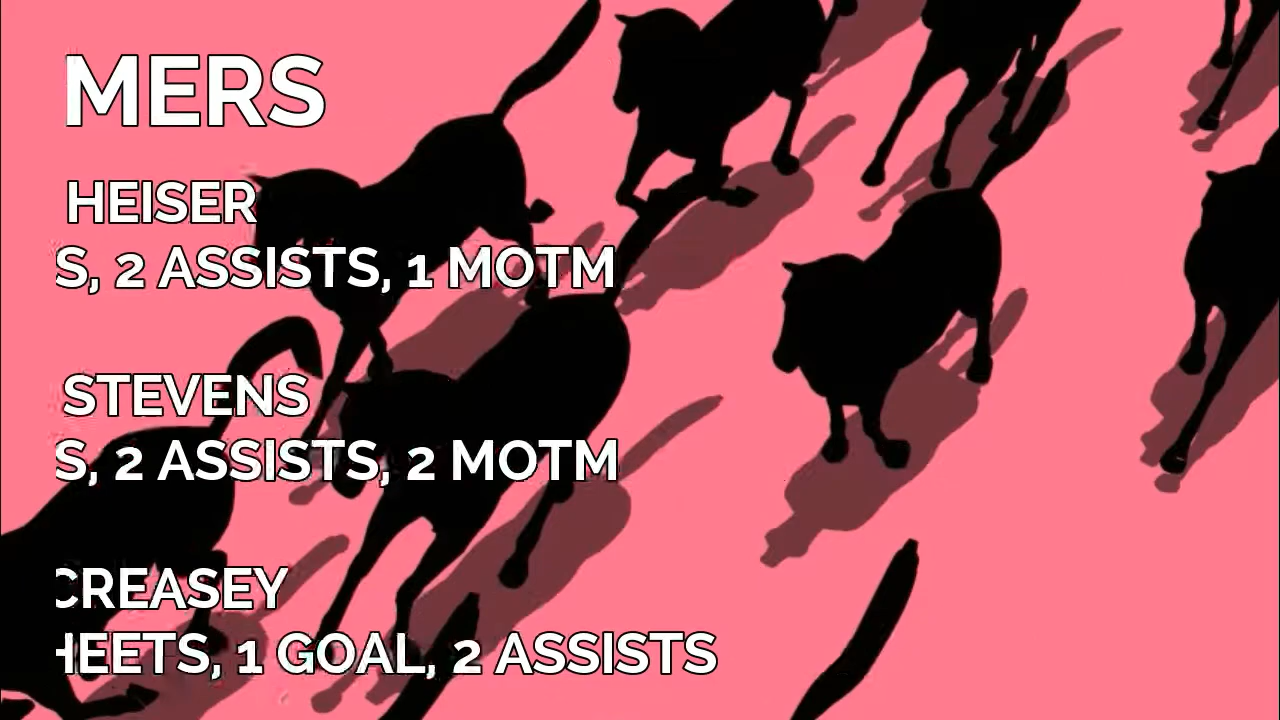 MERS
HEISER
S, 2 ASSISTS, 1 MOTM
STEVENS
S, 2 ASSISTS, 2 MOTM
CREASEY
HEETS, 1 GOAL, 2 ASSISTS